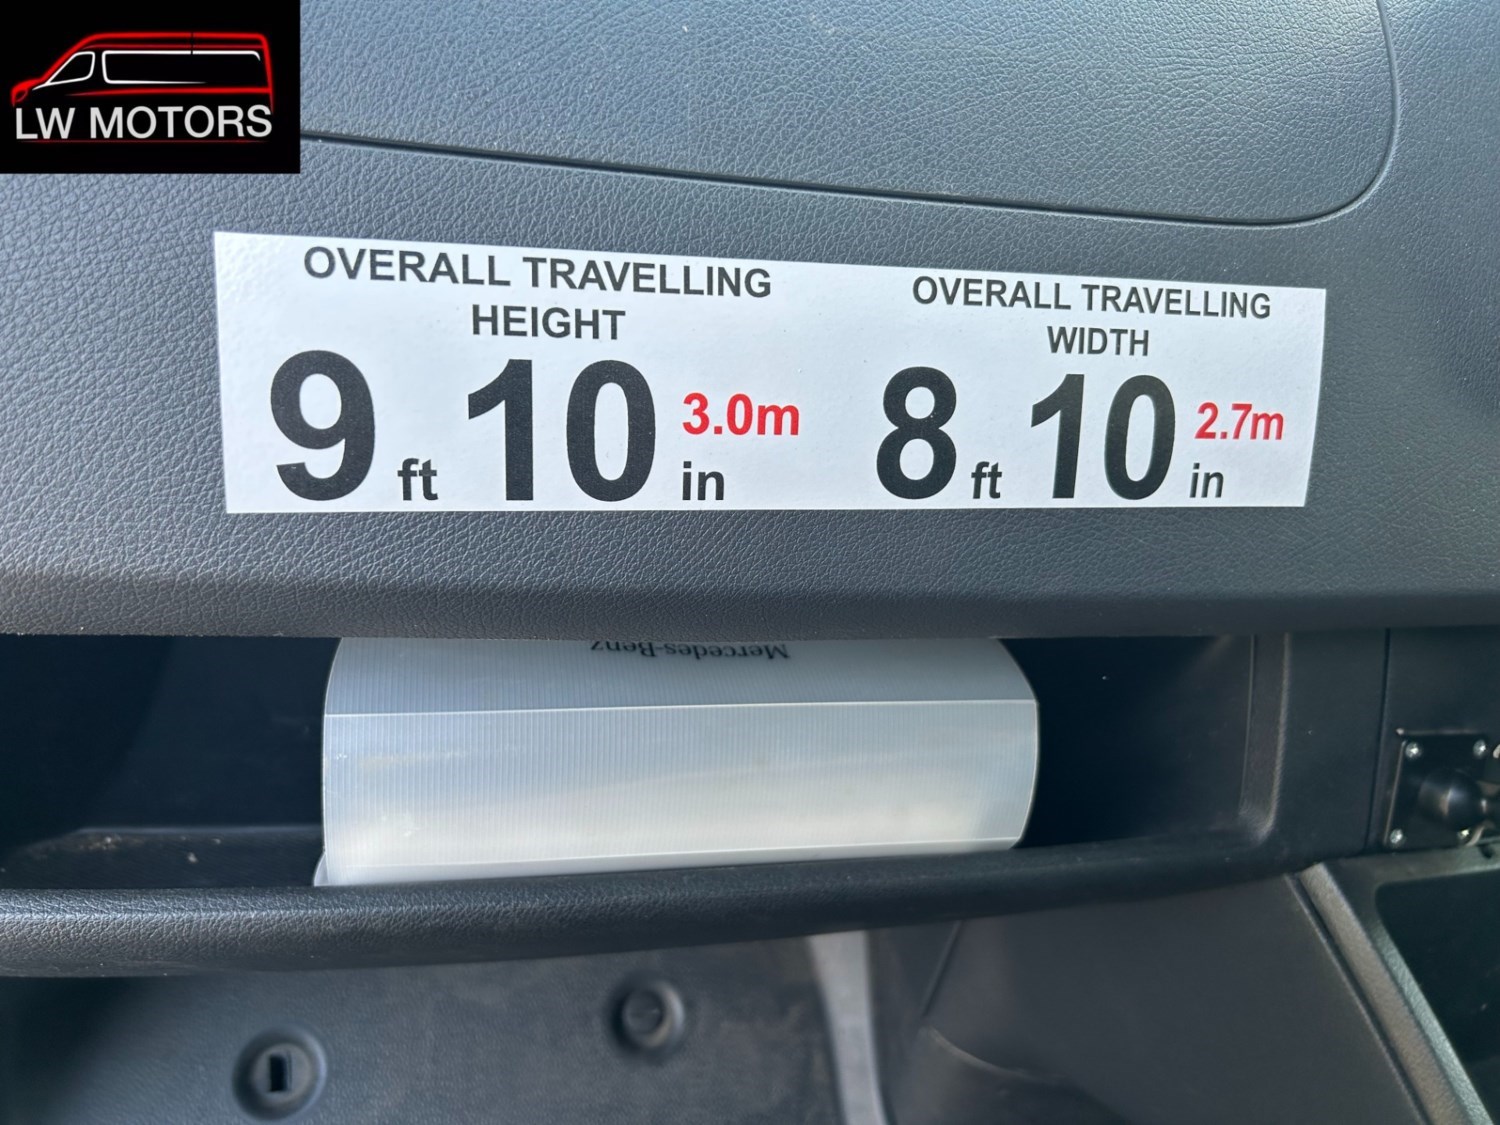 LW MOTORS
OVERALL TRAVELLING
HEIGHT
9 ft 10 in 3.0m
OVERALL TRAVELLING
WIDTH
8 ft 10 in 2.7m
Mercedes-Benz